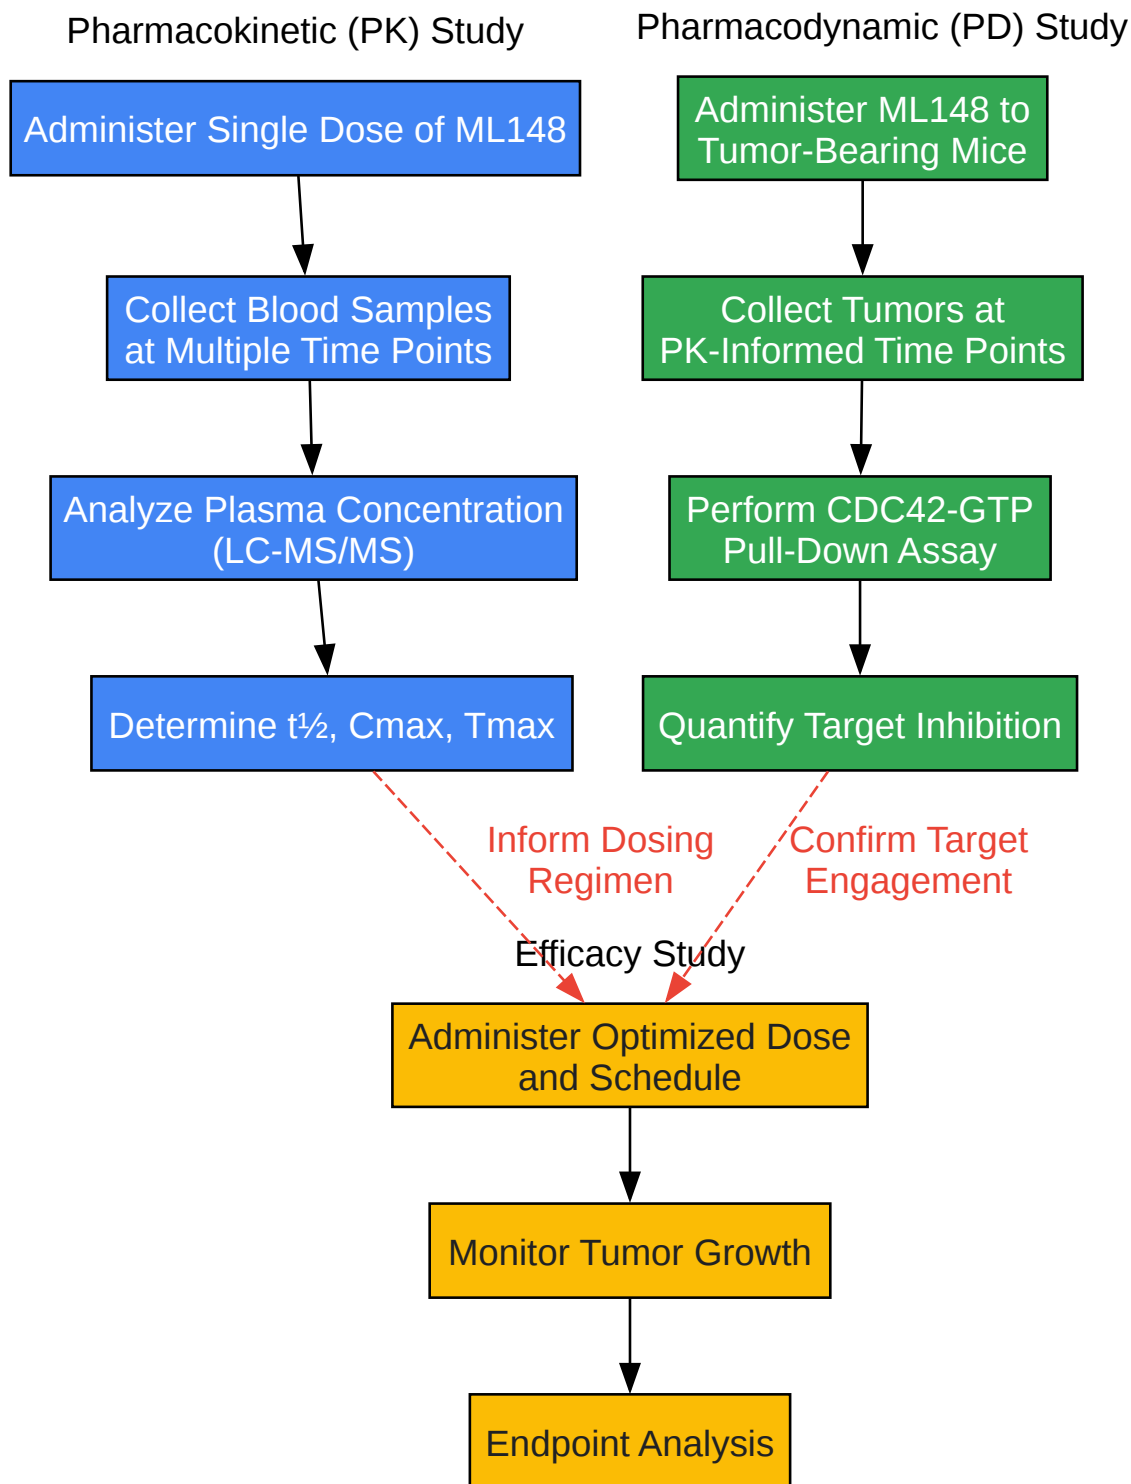 Pharmacokinetic (PK) Study
Administer Single Dose of ML148
Collect Blood Samples
at Multiple Time Points
Analyze Plasma Concentration
(LC-MS/MS)
Determine t½, Cmax, Tmax
Pharmacodynamic (PD) Study
Administer ML148 to
Tumor-Bearing Mice
Collect Tumors at
PK-Informed Time Points
Perform CDC42-GTP
Pull-Down Assay
Quantify Target Inhibition
Inform Dosing
Regimen
Confirm Target
Engagement
Efficacy Study
Administer Optimized Dose
and Schedule
Monitor Tumor Growth
Endpoint Analysis